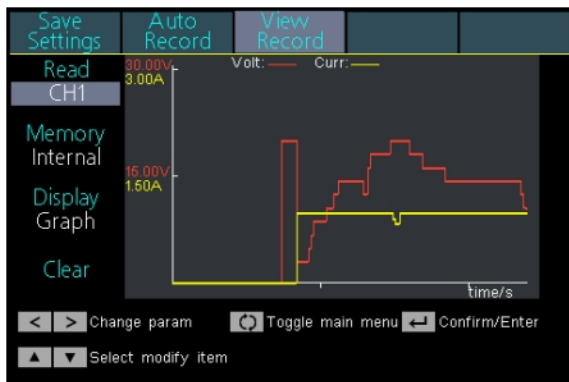 Save Settings
Auto Record
View Record
Read
CH1
Memory
Internal
Display
Graph
Clear
30.00V
3.00A
Volt: Curr:
15.00V
1.50A
time/s
< > Change param Toggle main menu Confirm/Enter
▲ ▼ Select modify item